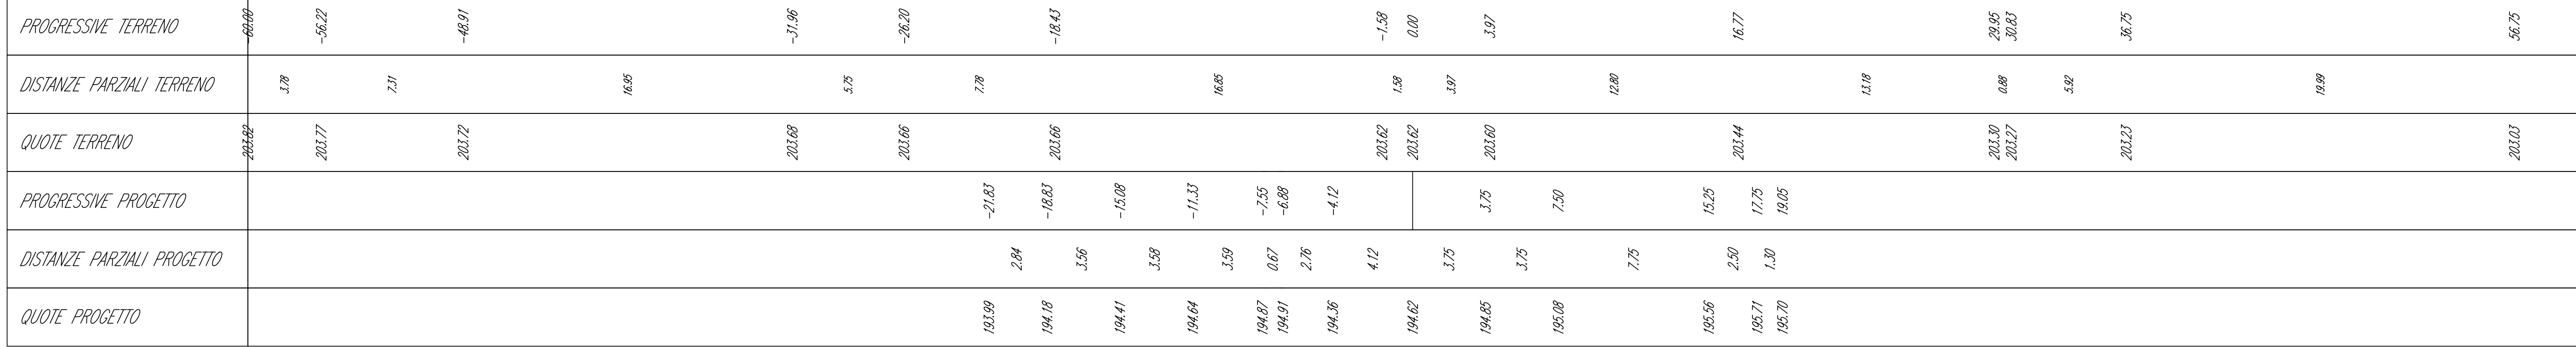 PROGRESSIVE TERRENO -60.00 -56.22 -48.91 -31.96 -26.20 -18.43 -1.58 0.00 3.97 16.77 29.95 30.83 36.75 56.75
DISTANZE PARZIALI TERRENO 3.78 7.31 16.95 5.75 7.78 16.85 1.58 3.97 12.80 13.18 0.88 5.92 19.99
QUOTE TERRENO 203.82 203.77 203.72 203.68 203.66 203.66 203.62 203.62 203.60 203.44 203.30 203.27 203.23 203.03
PROGRESSIVE PROGETTO -21.83 -18.83 -15.08 -11.33 -7.55 -6.88 -4.12 3.75 7.50 15.25 17.75 19.05
DISTANZE PARZIALI PROGETTO 2.84 3.56 3.58 3.59 0.67 2.76 4.12 3.75 3.75 7.75 2.50 1.30
QUOTE PROGETTO 193.99 194.18 194.41 194.64 194.87 194.91 194.36 194.62 194.85 195.08 195.56 195.71 195.70